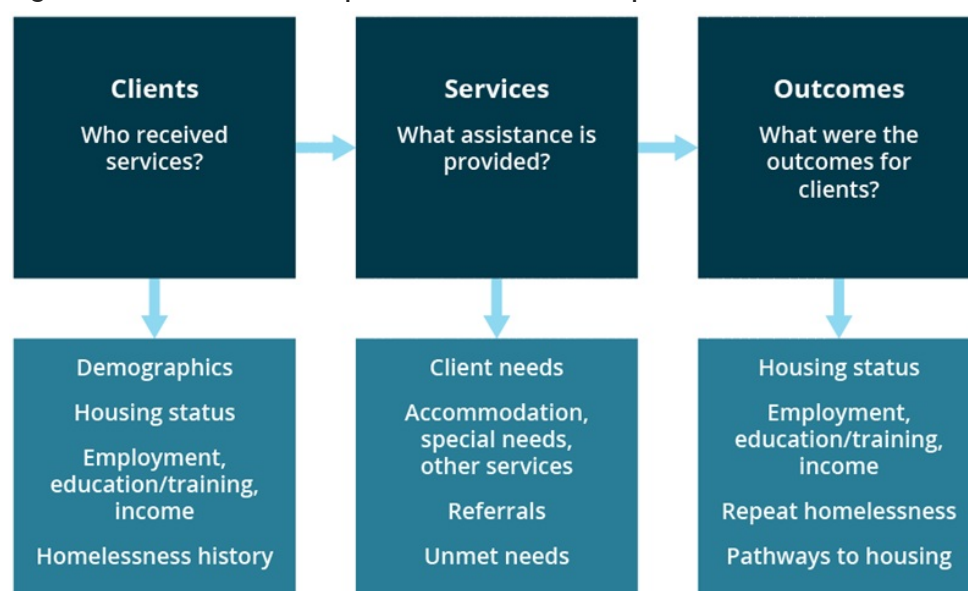 Clients
Who received
services?
Services
What assistance is
provided?
Outcomes
What were the
outcomes for
clients?
Demographics
Housing status
Employment,
education/training,
income
Homelessness history
Client needs
Accommodation,
special needs,
other services
Referrals
Unmet needs
Housing status
Employment,
education/training,
income
Repeat homelessness
Pathways to housing